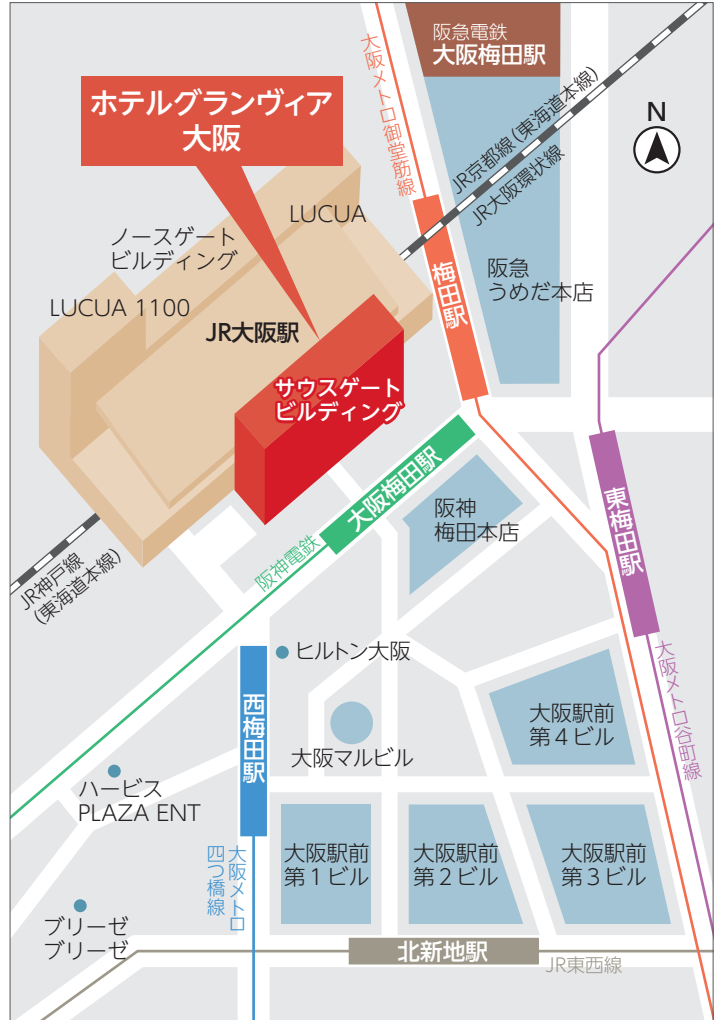 阪急電鉄
大阪梅田駅
大阪メトロ御堂筋線
ホテルグランヴィア
大阪
N
JR京都線(東海道本線)
JR大阪環状線
LUCUA
ノースゲート
ビルディング
梅田駅
阪急
うめだ本店
LUCUA 1100
JR大阪駅
サウスゲート
ビルディング
大阪梅田駅
阪神
梅田本店
東梅田駅
阪神電鉄
JR神戸線
(東海道本線)
ヒルトン大阪
西梅田駅
大阪メトロ谷町線
大阪駅前
第4ビル
大阪マルビル
ハービス
PLAZA ENT
大阪メトロ
四つ橋線
大阪駅前
第1ビル
大阪駅前
第2ビル
大阪駅前
第3ビル
ブリーゼ
ブリーゼ
北新地駅
JR東西線